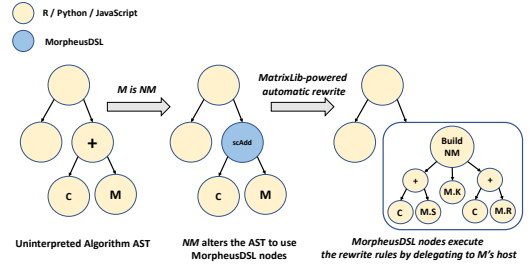 R / Python / JavaScript
MorpheusDSL
M is NM
MatrixLib-powered
automatic rewrite
+
scAdd
C
M
C
M
Build
NM
+
M.K
+
C
M.S
C
M.R
Uninterpreted Algorithm AST
NM alters the AST to use
MorpheusDSL nodes
MorpheusDSL nodes execute
the rewrite rules by delegating to M's host